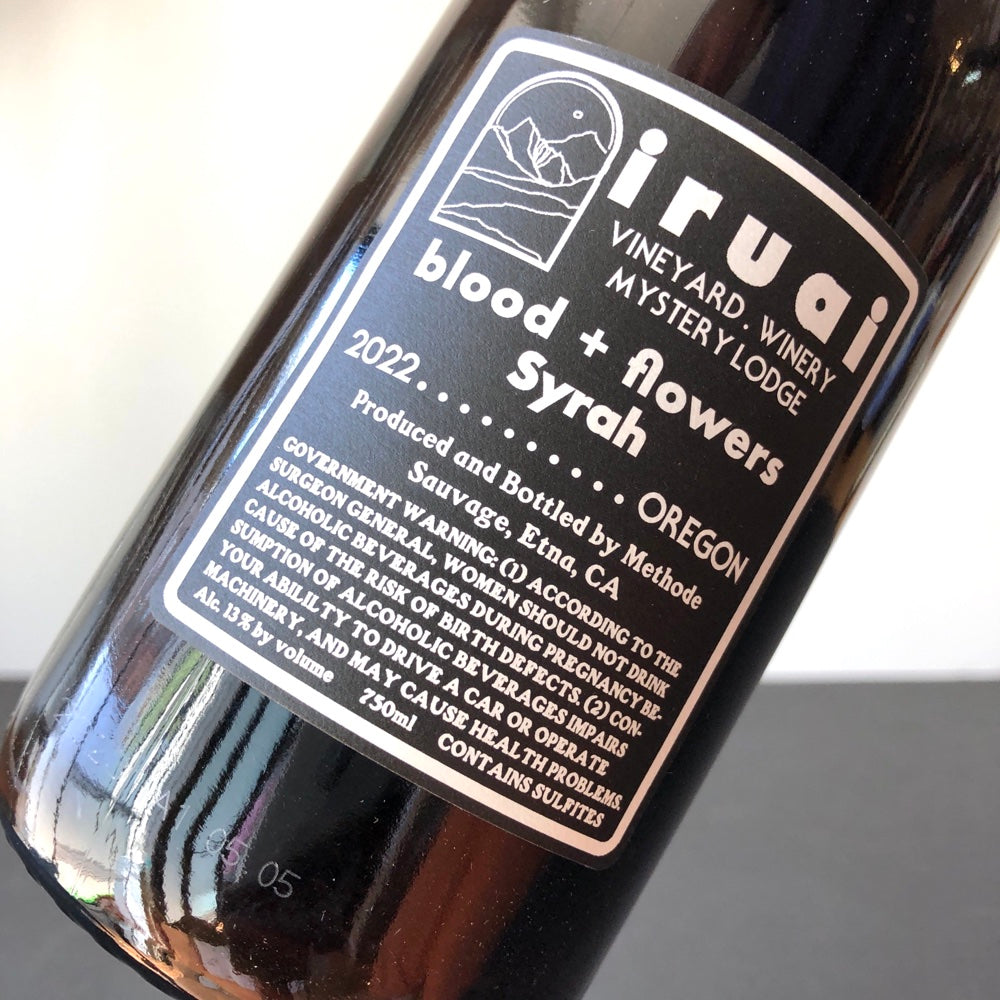 iruai
VINEYARD · WINERY
MYSTERY LODGE
blood + flowers
Syrah
2022.............OREGON
Produced and Bottled by Methode
Sauvage, Etna, CA
GOVERNMENT WARNING: (1) ACCORDING TO THE
SURGEON GENERAL, WOMEN SHOULD NOT DRINK
ALCOHOLIC BEVERAGES DURING PREGNANCY BE-
CAUSE OF THE RISK OF BIRTH DEFECTS. (2) CON-
SUMPTION OF ALCOHOLIC BEVERAGES IMPAIRS
YOUR ABILILTY TO DRIVE A CAR OR OPERATE
MACHINERY, AND MAY CAUSE HEALTH PROBLEMS.
Alc. 13% by volume 750ml CONTAINS SULFITES
05 05